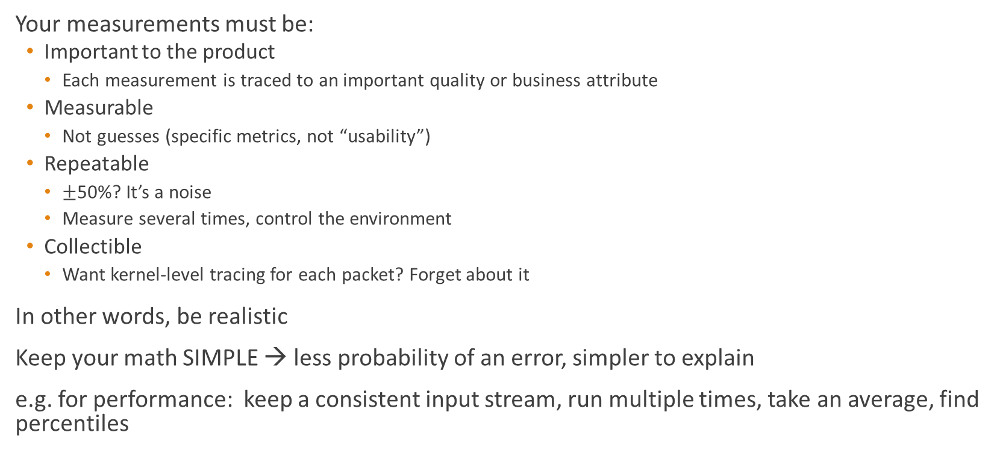 Your measurements must be:
• Important to the product
• Each measurement is traced to an important quality or business attribute
• Measurable
• Not guesses (specific metrics, not “usability”)
• Repeatable
• ±50%? It’s a noise
• Measure several times, control the environment
• Collectible
• Want kernel-level tracing for each packet? Forget about it
In other words, be realistic
Keep your math SIMPLE → less probability of an error, simpler to explain
e.g. for performance: keep a consistent input stream, run multiple times, take an average, find
percentiles